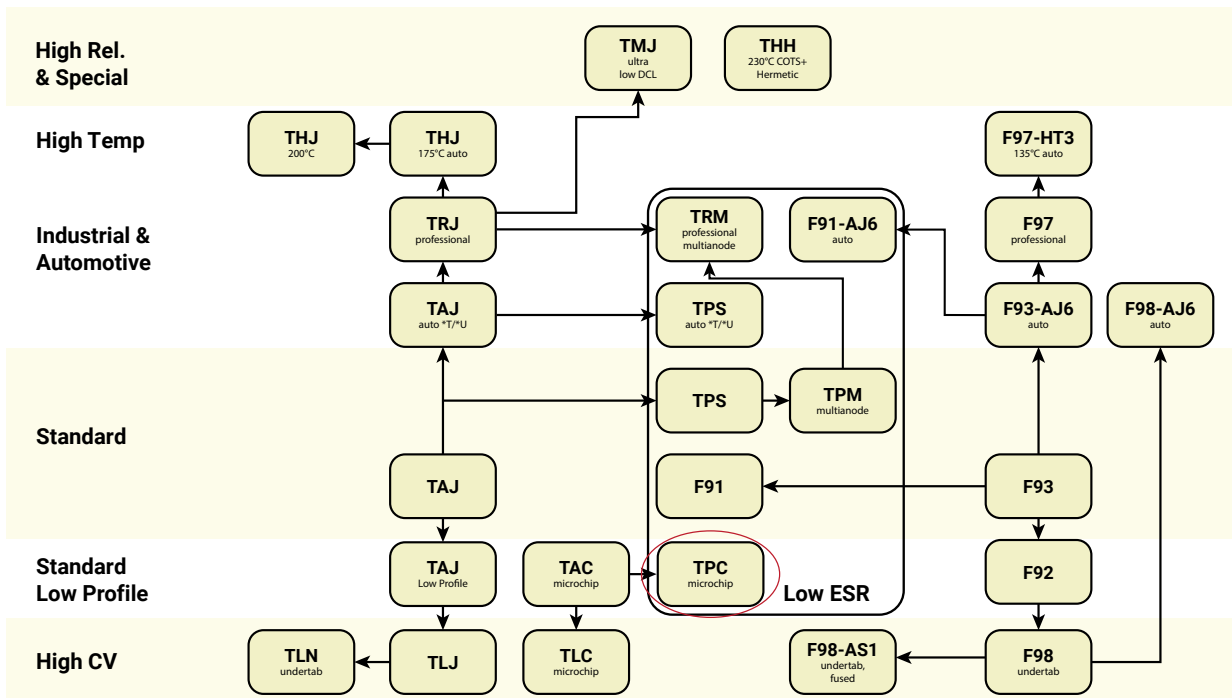 High Rel.
& Special
TMJ
ultra
low DCL
THH
230°C COTS+
Hermetic
High Temp
THJ
200°C
THJ
175°C auto
F97-HT3
135°C auto
Industrial &
Automotive
TRJ
professional
TRM
professional
multianode
F91-AJ6
auto
F97
professional
TAJ
auto *T/*U
TPS
auto *T/*U
F93-AJ6
auto
F98-AJ6
auto
Standard
TPS
TPM
multianode
TAJ
F91
F93
Standard
Low Profile
TAJ
Low Profile
TAC
microchip
TPC
microchip
Low ESR
F92
High CV
TLN
undertab
TLJ
TLC
microchip
F98-AS1
undertab,
fused
F98
undertab